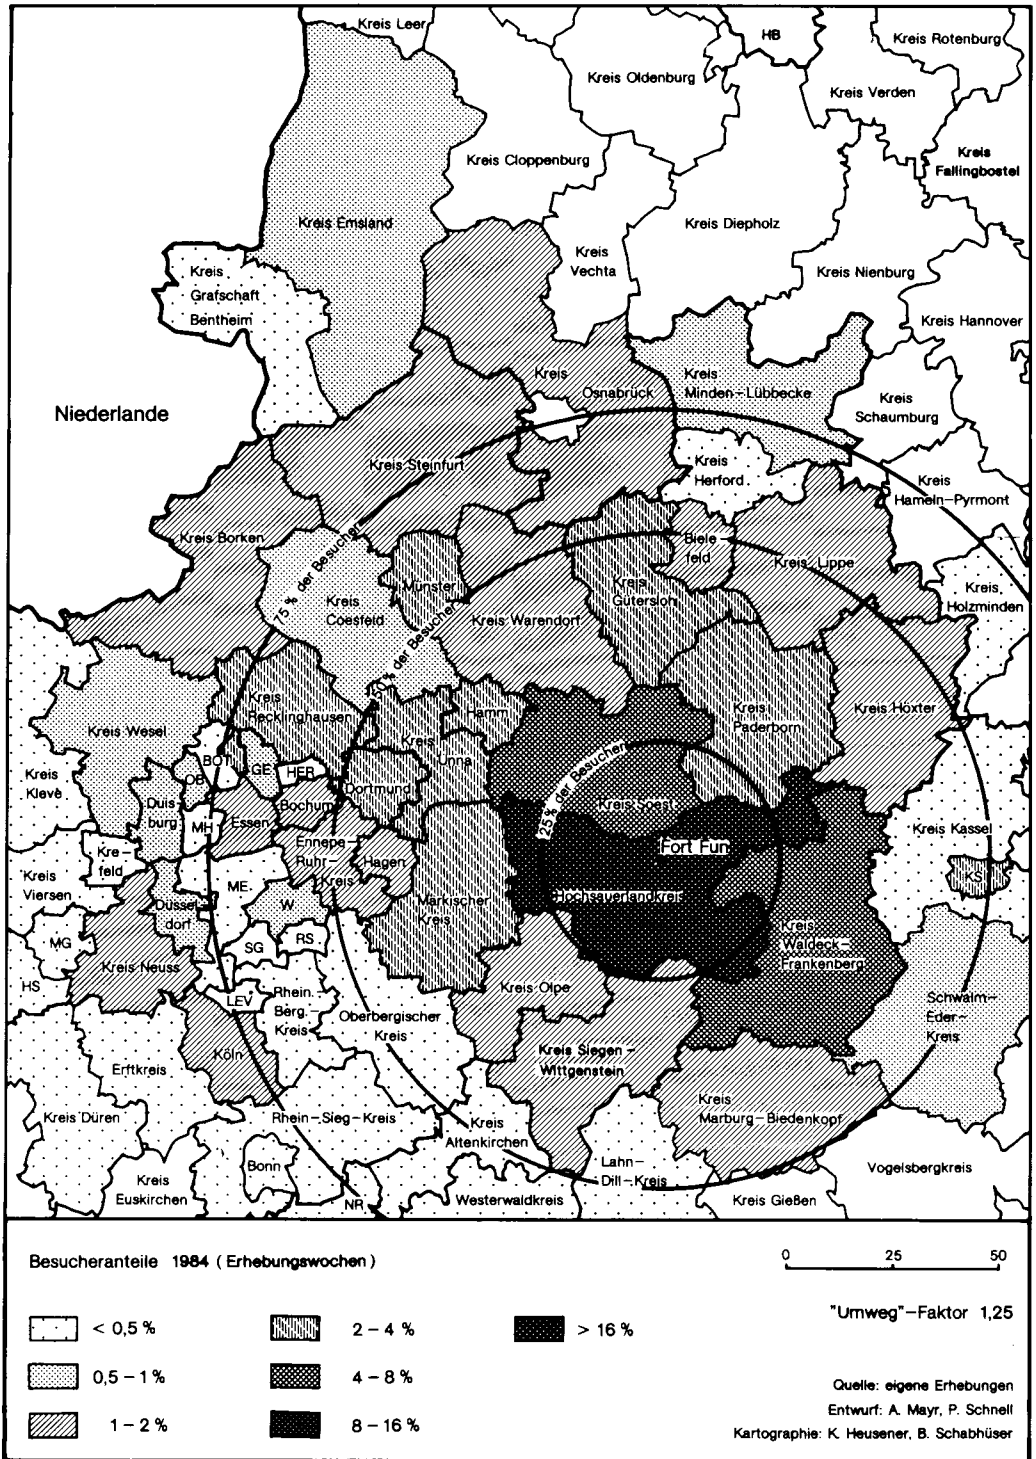 Kreis Leer
HB
Kreis Rotenburg
Kreis Oldenburg
Kreis Verden
Kreis Cloppenburg
Kreis
Fallingbostel
Kreis Emsland
Kreis Diepholz
Kreis
Vechta
Kreis Nienburg
Kreis
Grafschaft
Bentheim
Kreis Hannover
Kreis
Osnabrück
Kreis
Minden-Lübbecke
Kreis
Schaumburg
Niederlande
Kreis Steinfurt
Kreis
Herford
Kreis
Hameln-Pyrmont
Kreis Borken
75 % der Besucher
Biele-
feld
Kreis Lippe
Münster
Kreis
Gütersloh
Kreis
Holzminden
Kreis
Coesfeld
50 % der Besucher
Kreis Warendorf
Kreis
Recklinghausen
Hamm
Kreis
Paderborn
Kreis Höxter
Kreis Wesel
Kreis
Unna
BOT
GE
HER
OB
Kreis
Kleve
Dortmund
25% der Besucher
Kreis Soest
Duis-
burg
MH
Essen
Bochum
Kreis Kassel
Fort Fun
Kre-
feld
Ennepe-
Ruhr-
Kreis
Hagen
Kreis
Viersen
ME
KS
Hochsauerlandkreis
Düssel-
dorf
W
Märkischer
Kreis
Kreis
Waldeck-
Frankenberg
MG
SG
RS
Kreis Neuss
HS
LEV
Rhein.
Berg.-
Kreis
Kreis Olpe
Schwalm-
Eder-
Kreis
Oberbergischer
Kreis
Köln
Kreis Siegen-
Wittgenstein
Erftkreis
Kreis
Marburg-Biedenkopf
Kreis Düren
Rhein-Sieg-Kreis
Kreis
Altenkirchen
Bonn
Lahn-
Dill-Kreis
Vogelsbergkreis
Kreis
Euskirchen
NR
Westerwaldkreis
Kreis Gießen
Besucheranteile 1984 (Erhebungswochen)
0 25 50
< 0,5 %
2-4 %
> 16 %
"Umweg"-Faktor 1,25
0,5-1 %
4-8 %
1-2 %
8-16 %
Quelle: eigene Erhebungen
Entwurf: A. Mayr, P. Schnell
Kartographie: K. Heusener, B. Schabhüser